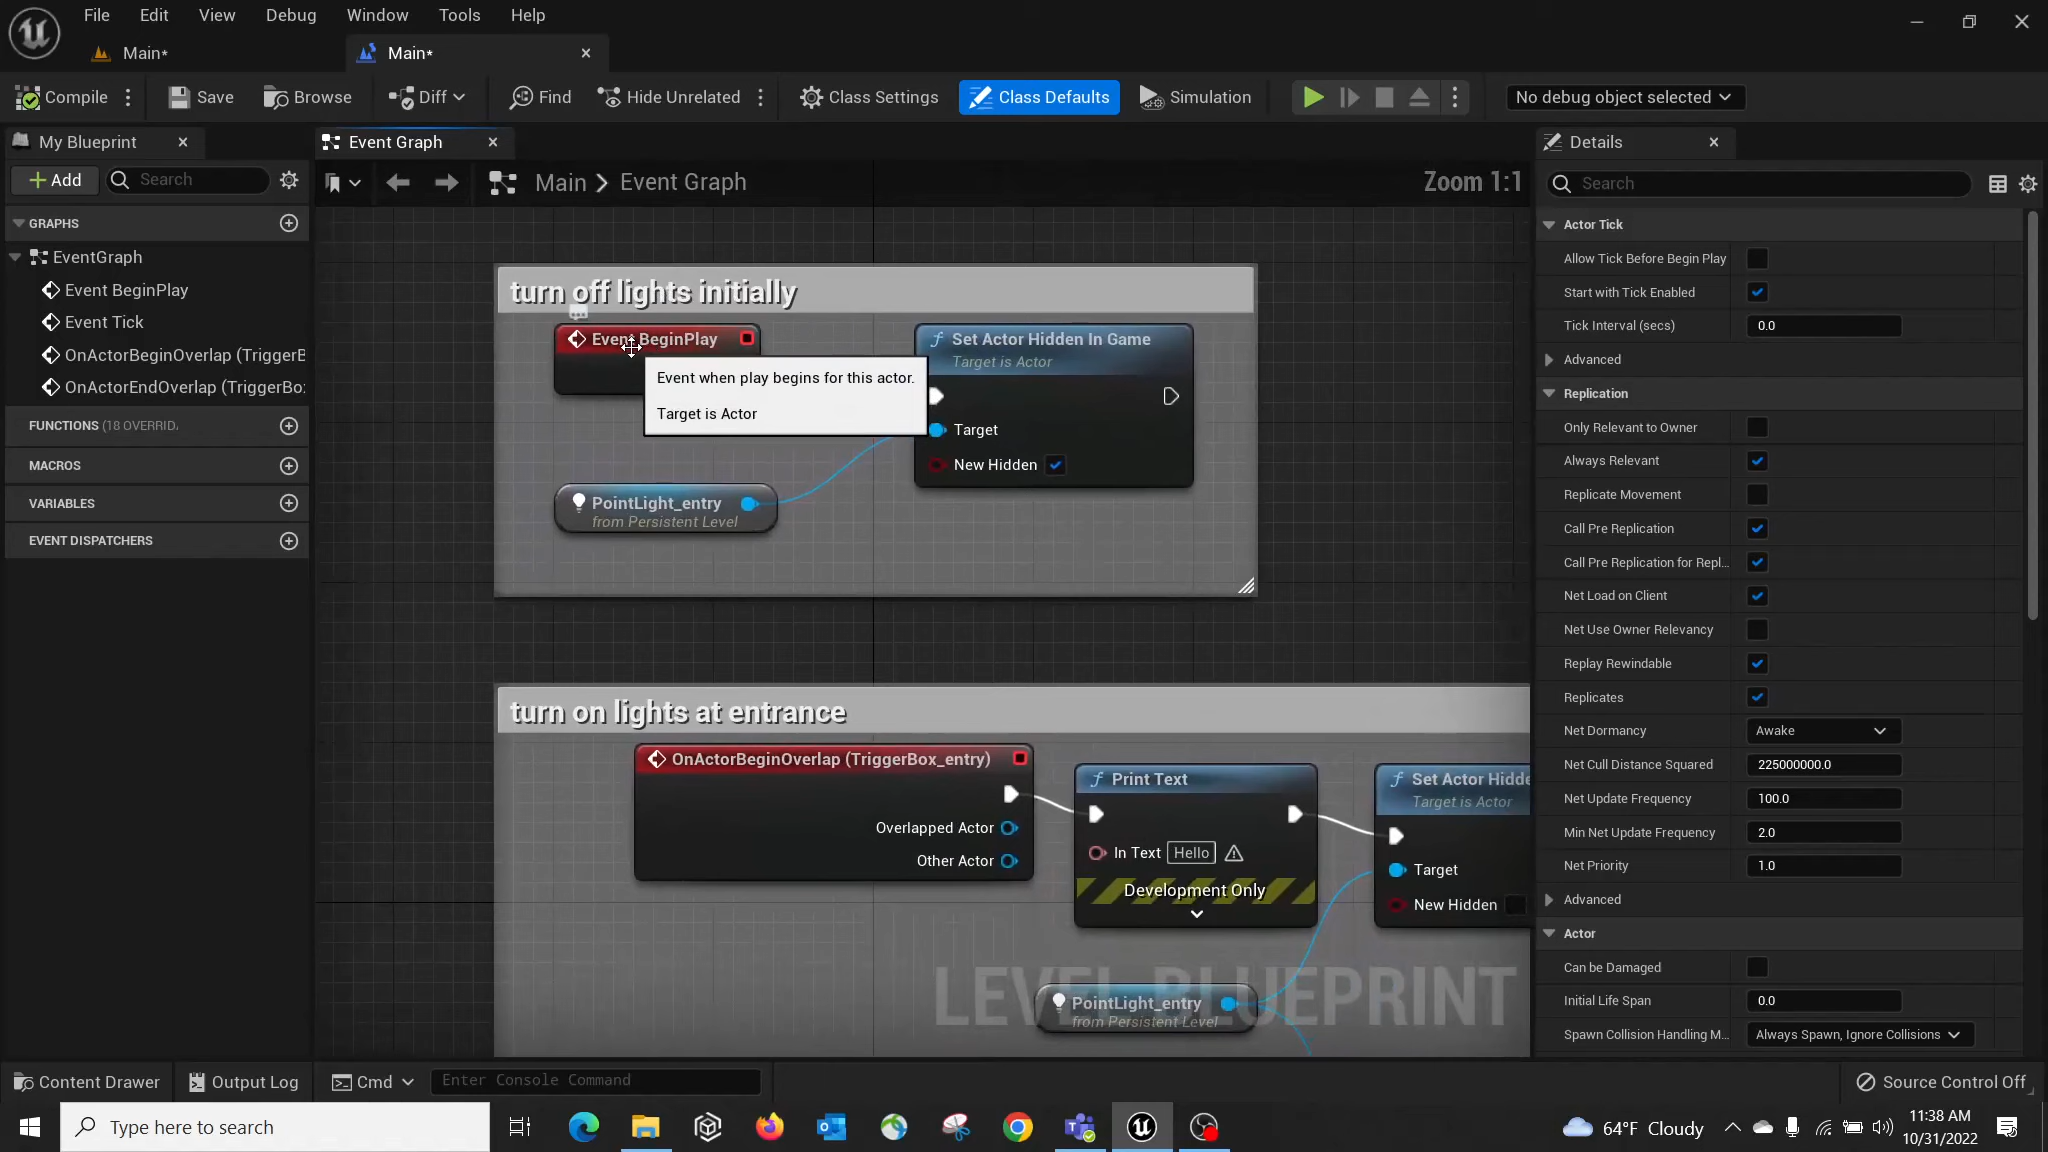 File Edit View Debug Window Tools Help
Main* Main*
Compile Save Browse Diff Find Hide Unrelated Class Settings Class Defaults Simulation No debug object selected
My Blueprint Event Graph Details
Add Search Main Event Graph Zoom 1:1 Search
GRAPHS
EventGraph
Event BeginPlay
Event Tick
OnActorBeginOverlap (TriggerB
OnActorEndOverlap (TriggerBo
FUNCTIONS (18 OVERRID
MACROS
VARIABLES
EVENT DISPATCHERS
turn off lights initially
Event BeginPlay
Event when play begins for this actor.
Target is Actor
Set Actor Hidden In Game
Target is Actor
Target
New Hidden
PointLight_entry
from Persistent Level
turn on lights at entrance
OnActorBeginOverlap (TriggerBox_entry)
Overlapped Actor
Other Actor
Print Text
In Text Hello
Development Only
Set Actor Hidde
Target is Actor
Target
New Hidden
PointLight_entry
from Persistent Level
LEVEL BLUEPRINT
Actor Tick
Allow Tick Before Begin Play
Start with Tick Enabled
Tick Interval (secs) 0.0
Advanced
Replication
Only Relevant to Owner
Always Relevant
Replicate Movement
Call Pre Replication
Call Pre Replication for Repl...
Net Load on Client
Net Use Owner Relevancy
Replay Rewindable
Replicates
Net Dormancy Awake
Net Cull Distance Squared 225000000.0
Net Update Frequency 100.0
Min Net Update Frequency 2.0
Net Priority 1.0
Advanced
Actor
Can be Damaged
Initial Life Span 0.0
Spawn Collision Handling M... Always Spawn, Ignore Collisions
Content Drawer Output Log Cmd Enter Console Command Source Control Off
Type here to search 64°F Cloudy 11:38 AM
10/31/2022